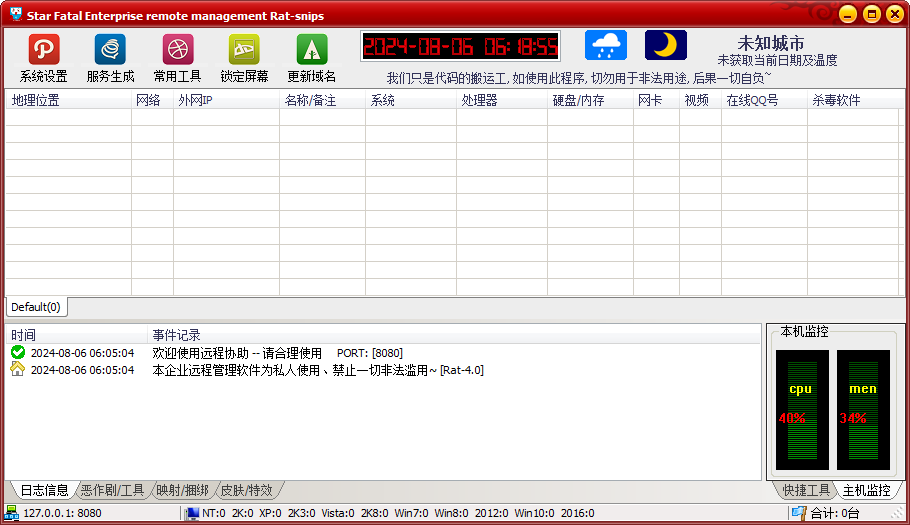 Star Fatal Enterprise remote management Rat-snips
系统设置 服务生成 常用工具 锁定屏幕 更新域名
2024-08-06 06:18:55
未知城市
未获取当前日期及温度
我们只是代码的搬运工, 如使用此程序, 切勿用于非法用途, 后果一切自负~
地理位置 网络 外网IP 名称/备注 系统 处理器 硬盘/内存 网卡 视频 在线QQ号 杀毒软件
Default(0)
时间 事件记录
2024-08-06 06:05:04 欢迎使用远程协助 -- 请合理使用 PORT: [8080]
2024-08-06 06:05:04 本企业远程管理软件为私人使用、禁止一切非法滥用~ [Rat-4.0]
本机监控
cpu men
40% 34%
日志信息 恶作剧/工具 映射/捆绑 皮肤/特效
快捷工具 主机监控
127.0.0.1: 8080
NT:0 2K:0 XP:0 2K3:0 Vista:0 2K8:0 Win7:0 Win8:0 2012:0 Win10:0 2016:0
合计: 0台